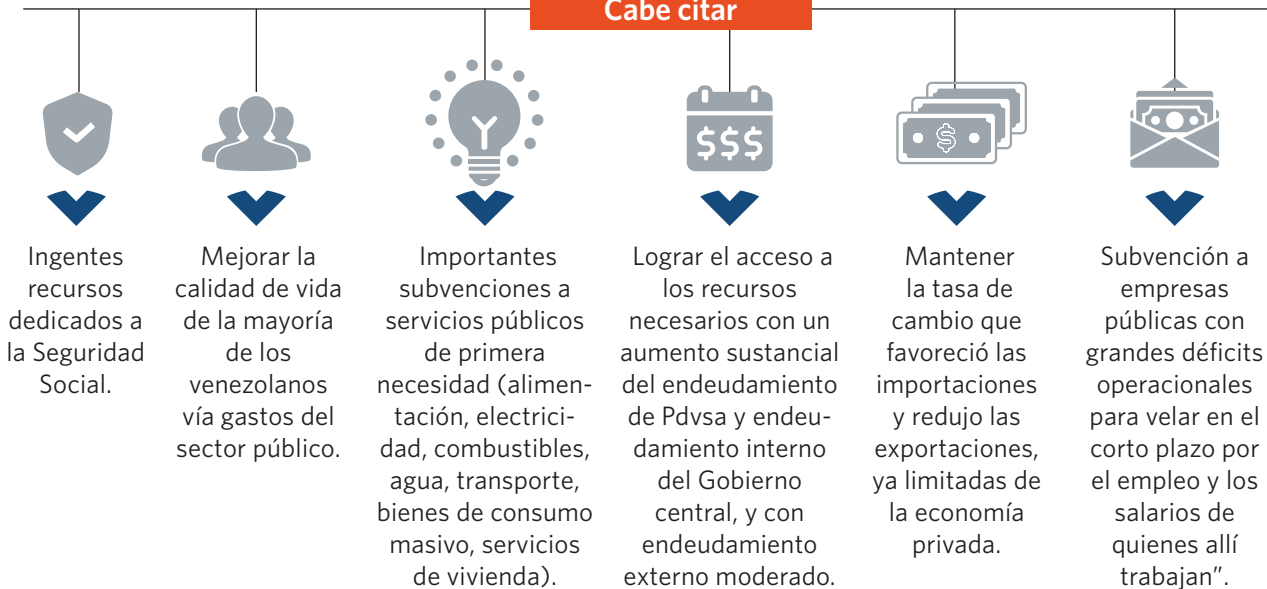 Cabe citar
$$$
$
Ingentes
recursos
dedicados a
la Seguridad
Social.
Mejorar la
calidad de vida
de la mayoría
de los
venezolanos
vía gastos del
sector público.
Importantes
subvenciones a
servicios públicos
de primera
necesidad (alimen-
tación, electrici-
dad, combustibles,
agua, transporte,
bienes de consumo
masivo, servicios
de vivienda).
Lograr el acceso a
los recursos
necesarios con un
aumento sustancial
del endeudamiento
de Pdvsa y endeu-
damiento interno
del Gobierno
central, y con
endeudamiento
externo moderado.
Mantener
la tasa de
cambio que
favoreció las
importaciones
y redujo las
exportaciones,
ya limitadas de
la economía
privada.
Subvención a
empresas
públicas con
grandes déficits
operacionales
para velar en el
corto plazo por
el empleo y los
salarios de
quienes allí
trabajan”.